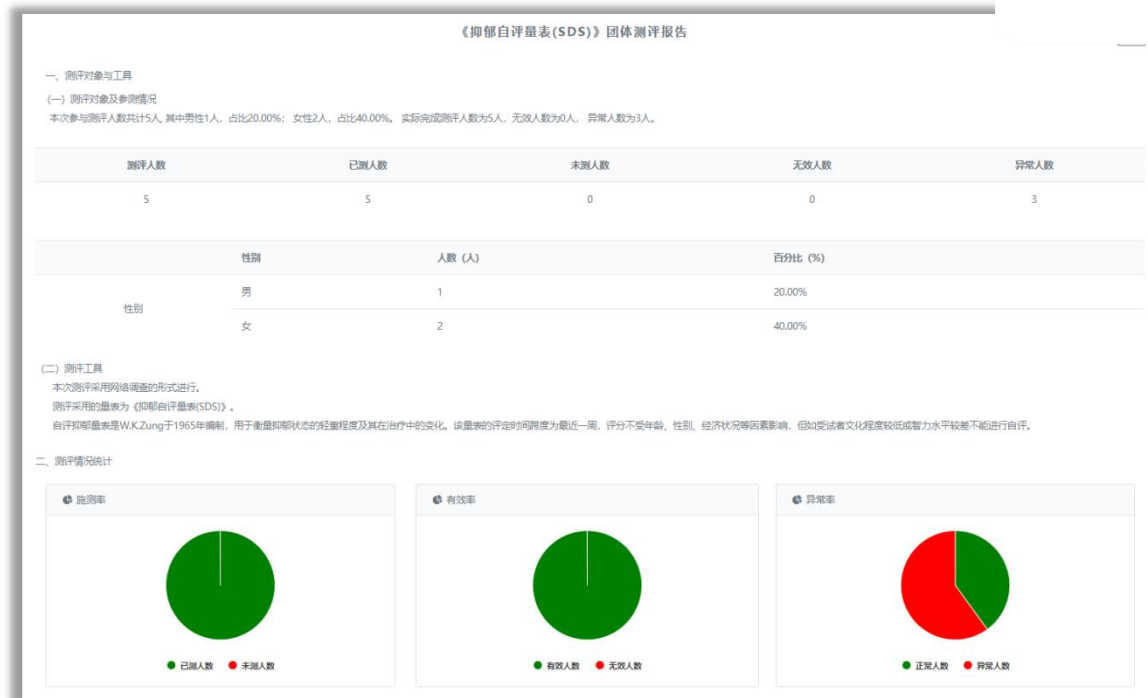 《抑郁自评量表(SDS)》团体测评报告
一、测评对象与工具
（一）测评对象及参测情况
本次参与测评人数共计5人, 其中男性1人，占比20.00%； 女性2人，占比40.00%。 实际完成测评人数为5人，无效人数为0人， 异常人数为3人。
测评人数 已测人数 未测人数 无效人数 异常人数
5 5 0 0 3
性别 人数（人） 百分比（%）
性别
男 1 20.00%
女 2 40.00%
（二）测评工具
本次测评采用网络调查的形式进行。
测评采用的量表为《抑郁自评量表(SDS)》。
自评抑郁量表是W.K.Zung于1965年编制，用于衡量抑郁状态的轻重程度及其在治疗中的变化。该量表的评定时间跨度为最近一周，评分不受年龄、性别、经济状况等因素影响，但如受试者文化程度较低或智力水平较差不能进行自评。
二、测评情况统计
施测率 有效率 异常率
已测人数 未测人数 有效人数 无效人数 正常人数 异常人数